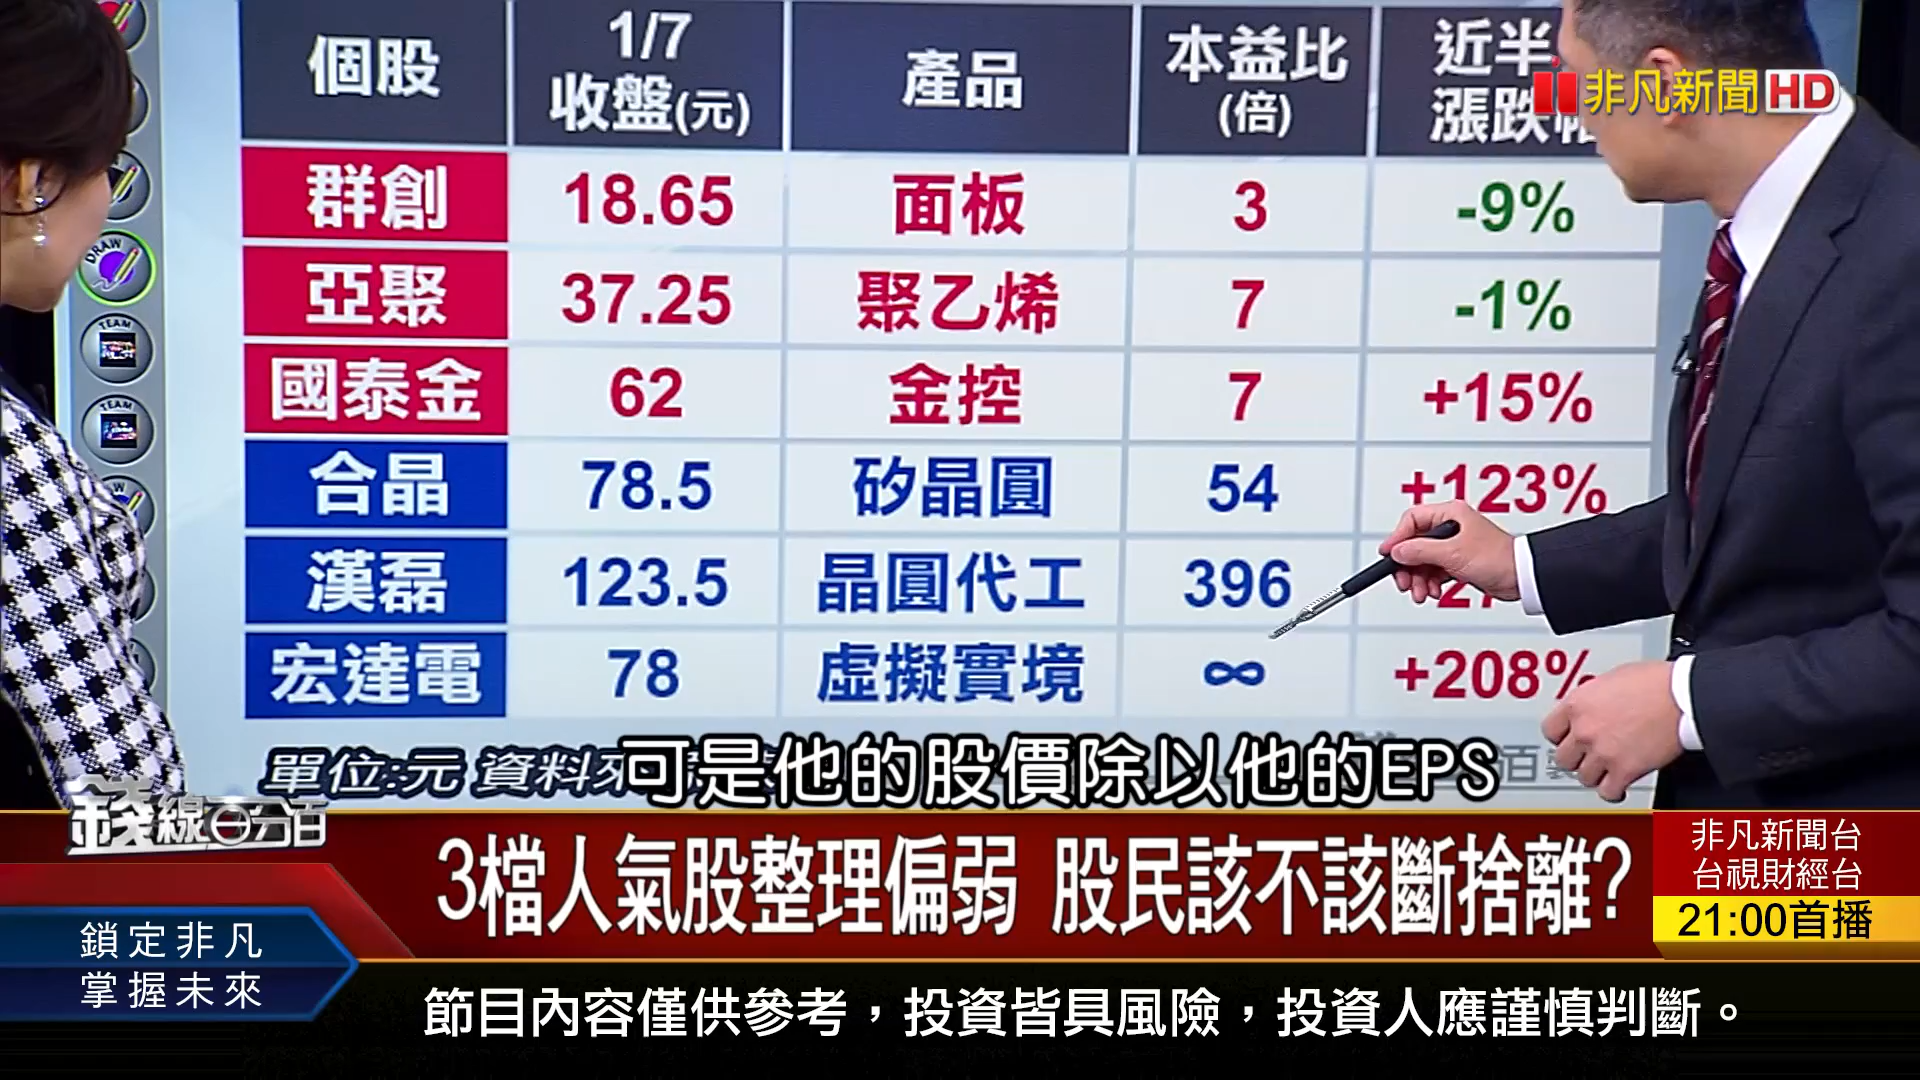 個股 1/7 收盤(元) 產品 本益比(倍) 近半 漲跌幅
非凡新聞HD
群創 18.65 面板 3 -9%
亞聚 37.25 聚乙烯 7 -1%
國泰金 62 金控 7 +15%
合晶 78.5 矽晶圓 54 +123%
漢磊 123.5 晶圓代工 396
宏達電 78 虛擬實境 ∞ +208%
DRAW
TEAM
TEAM
單位:元 資料來
可是他的股價除以他的EPS
錢線百分百
3檔人氣股整理偏弱 股民該不該斷捨離?
非凡新聞台
台視財經台
21:00首播
鎖定非凡
掌握未來
節目內容僅供參考，投資皆具風險，投資人應謹慎判斷。